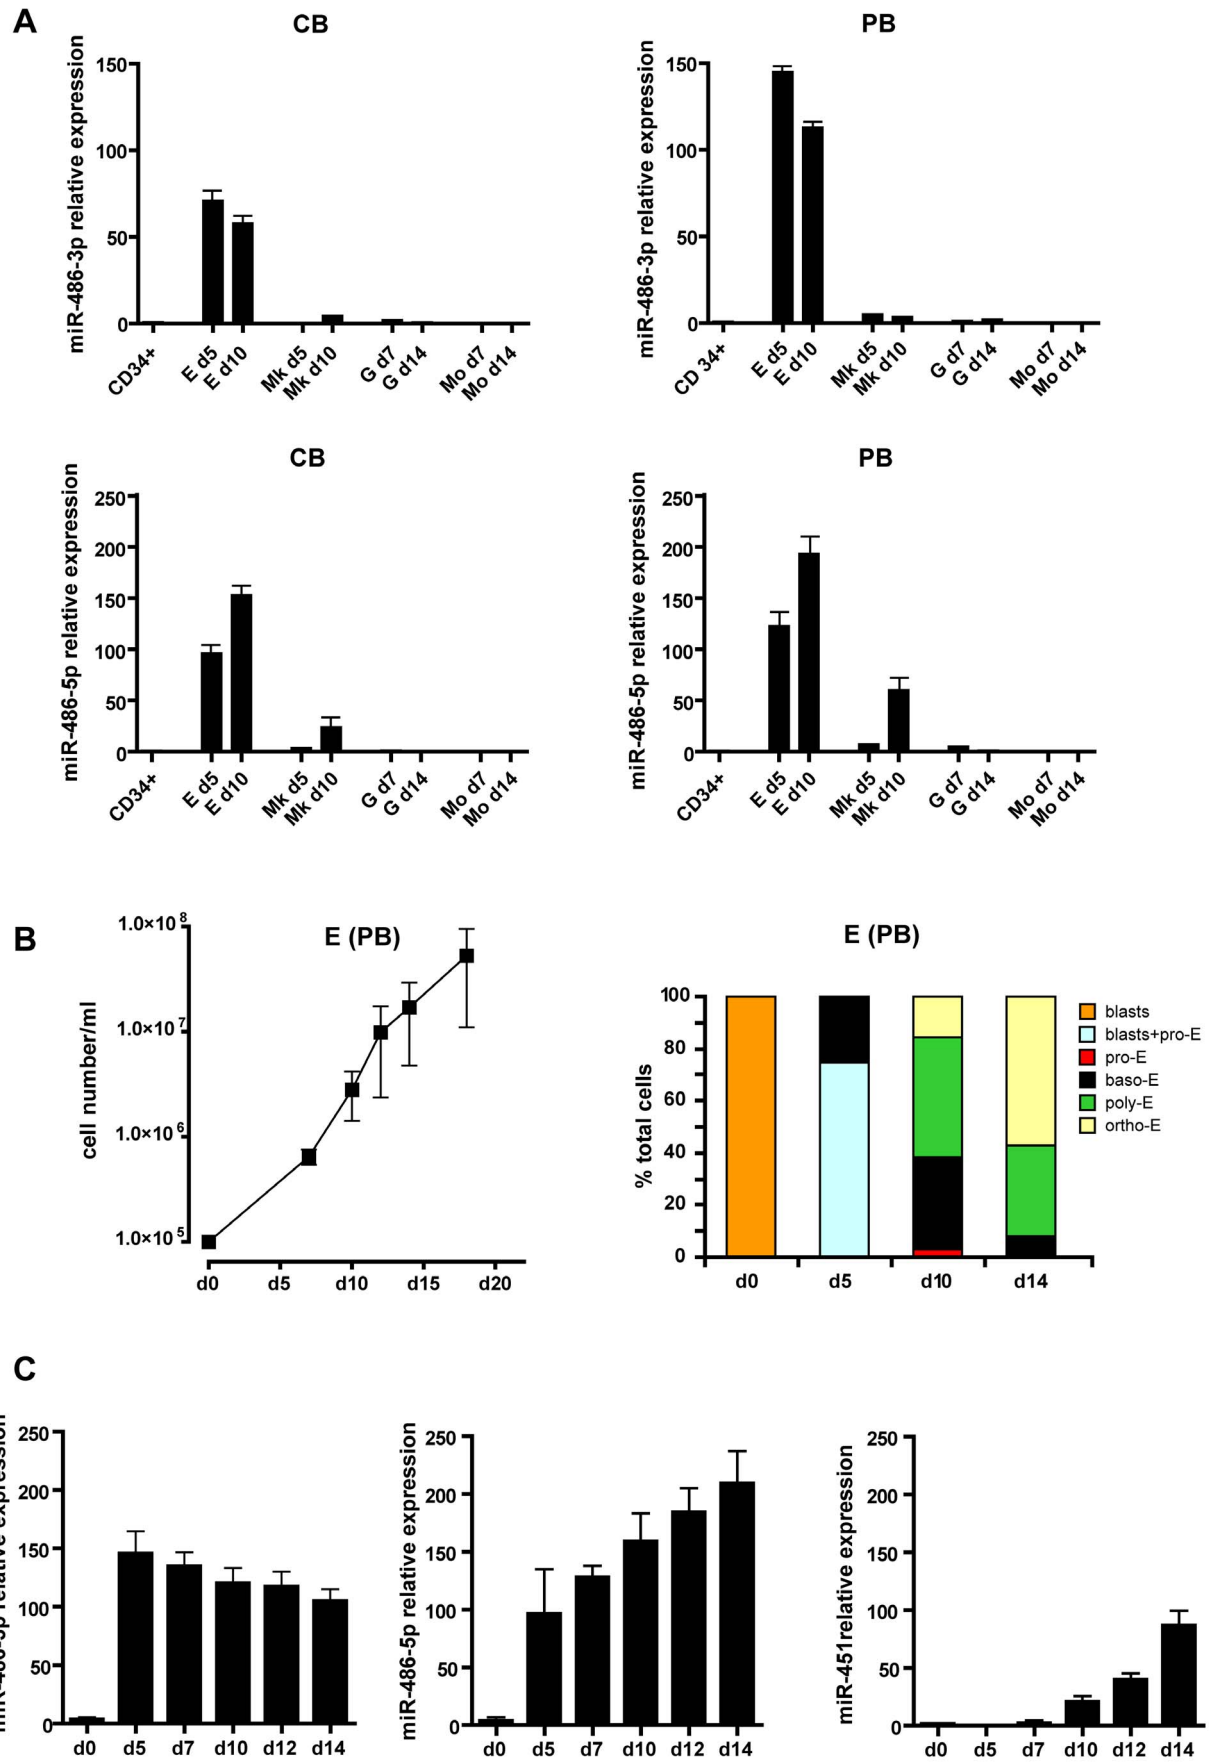 A
CB
PB
miR-486-3p relative expression
150
100
50
0
CD34+
E d5
E d10
Mk d5
Mk d10
G d7
G d14
Mo d7
Mo d14
miR-486-3p relative expression
150
100
50
0
CD 34+
E d5
E d10
Mk d5
Mk d10
G d7
G d14
Mo d7
Mo d14
CB
PB
miR-486-5p relative expression
250
200
150
100
50
0
CD34+
E d5
E d10
Mk d5
Mk d10
G d7
G d14
Mo d7
Mo d14
miR-486-5p relative expression
250
200
150
100
50
0
CD34+
E d5
E d10
Mk d5
Mk d10
G d7
G d14
Mo d7
Mo d14
B
E (PB)
cell number/ml
1.0×10 8
1.0×10 7
1.0×10 6
1.0×10 5
d0
d5
d10
d15
d20
E (PB)
% total cells
100
80
60
40
20
0
d0
d5
d10
d14
blasts
blasts+pro-E
pro-E
baso-E
poly-E
ortho-E
C
relative expression
250
200
150
100
50
0
d0
d5
d7
d10
d12
d14
miR-486-5p relative expression
250
200
150
100
50
0
d0
d5
d7
d10
d12
d14
miR-451relative expression
250
200
150
100
50
0
d0
d5
d7
d10
d12
d14